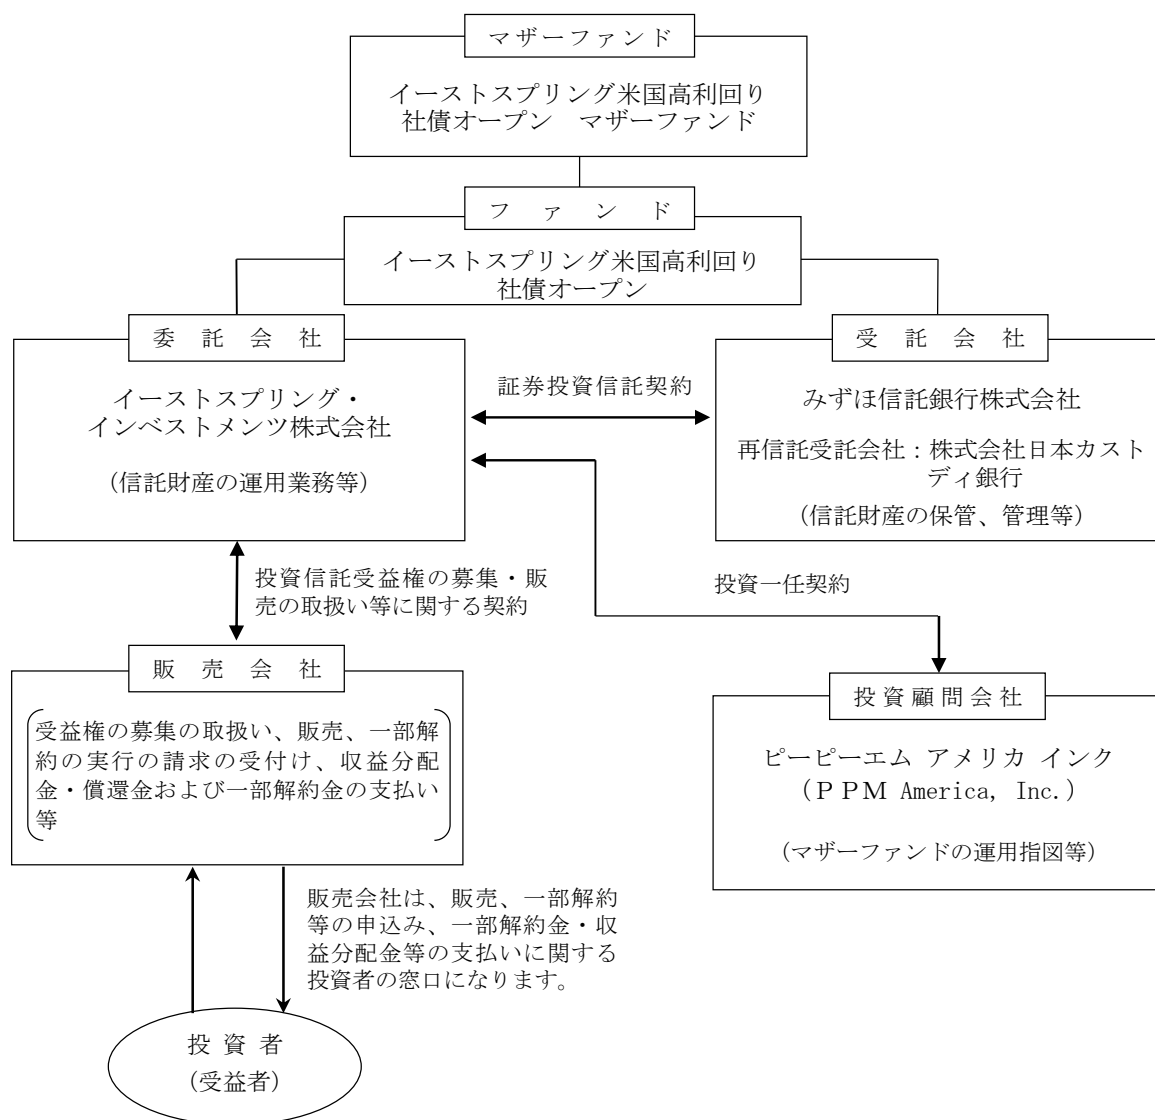 マザーファンド
イーストスプリング米国高利回り
社債オープン　マザーファンド
ファンド
イーストスプリング米国高利回り
社債オープン
委託会社
イーストスプリング・
インベストメンツ株式会社
（信託財産の運用業務等）
証券投資信託契約
受託会社
みずほ信託銀行株式会社
再信託受託会社：株式会社日本カスト
ディ銀行
（信託財産の保管、管理等）
投資信託受益権の募集・販
売の取扱い等に関する契約
投資一任契約
販売会社
受益権の募集の取扱い、販売、一部解
約の実行の請求の受付け、収益分配
金・償還金および一部解約金の支払い
等
投資顧問会社
ピーピーエム アメリカ インク
（ＰＰＭ America, Inc.）
（マザーファンドの運用指図等）
販売会社は、販売、一部解約
等の申込み、一部解約金・収
益分配金等の支払いに関する
投資者の窓口になります。
投資者
（受益者）